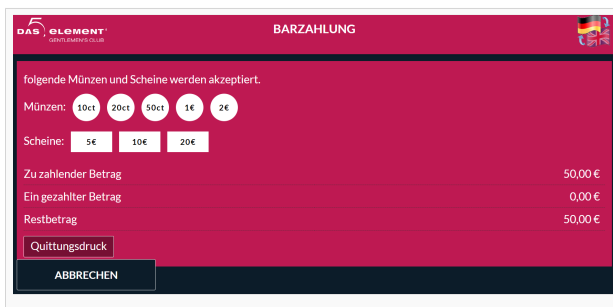 DAS 5 ELEMENT
GENTLEMEN'S CLUB
BARZAHLUNG
folgende Münzen und Scheine werden akzeptiert.
Münzen: 10ct 20ct 50ct 1€ 2€
Scheine: 5€ 10€ 20€
Zu zahlender Betrag 50,00 €
Ein gezahlter Betrag 0,00 €
Restbetrag 50,00 €
Quittungsdruck
ABBRECHEN